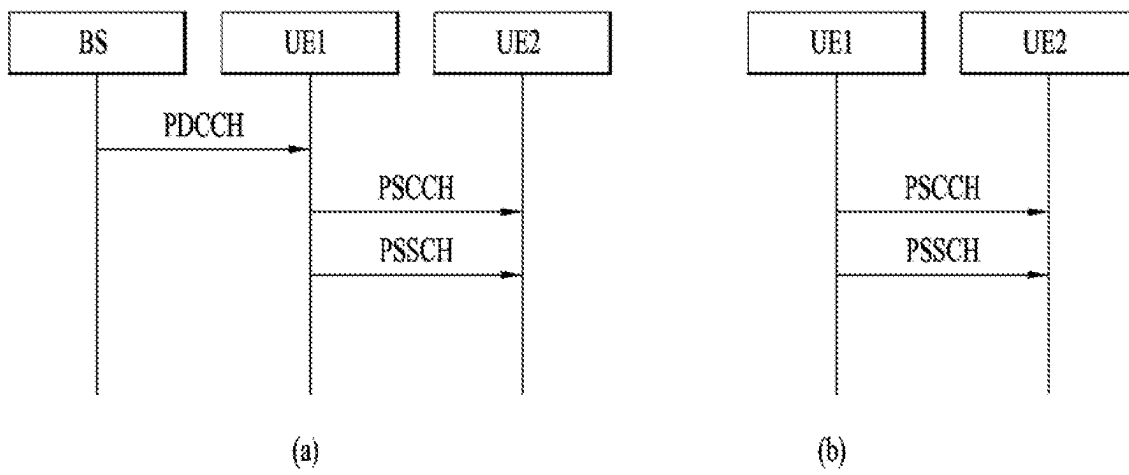 BS UE1 UE2 UE1 UE2
PDCCH
PSCCH PSCCH
PSSCH PSSCH
(a) (b)